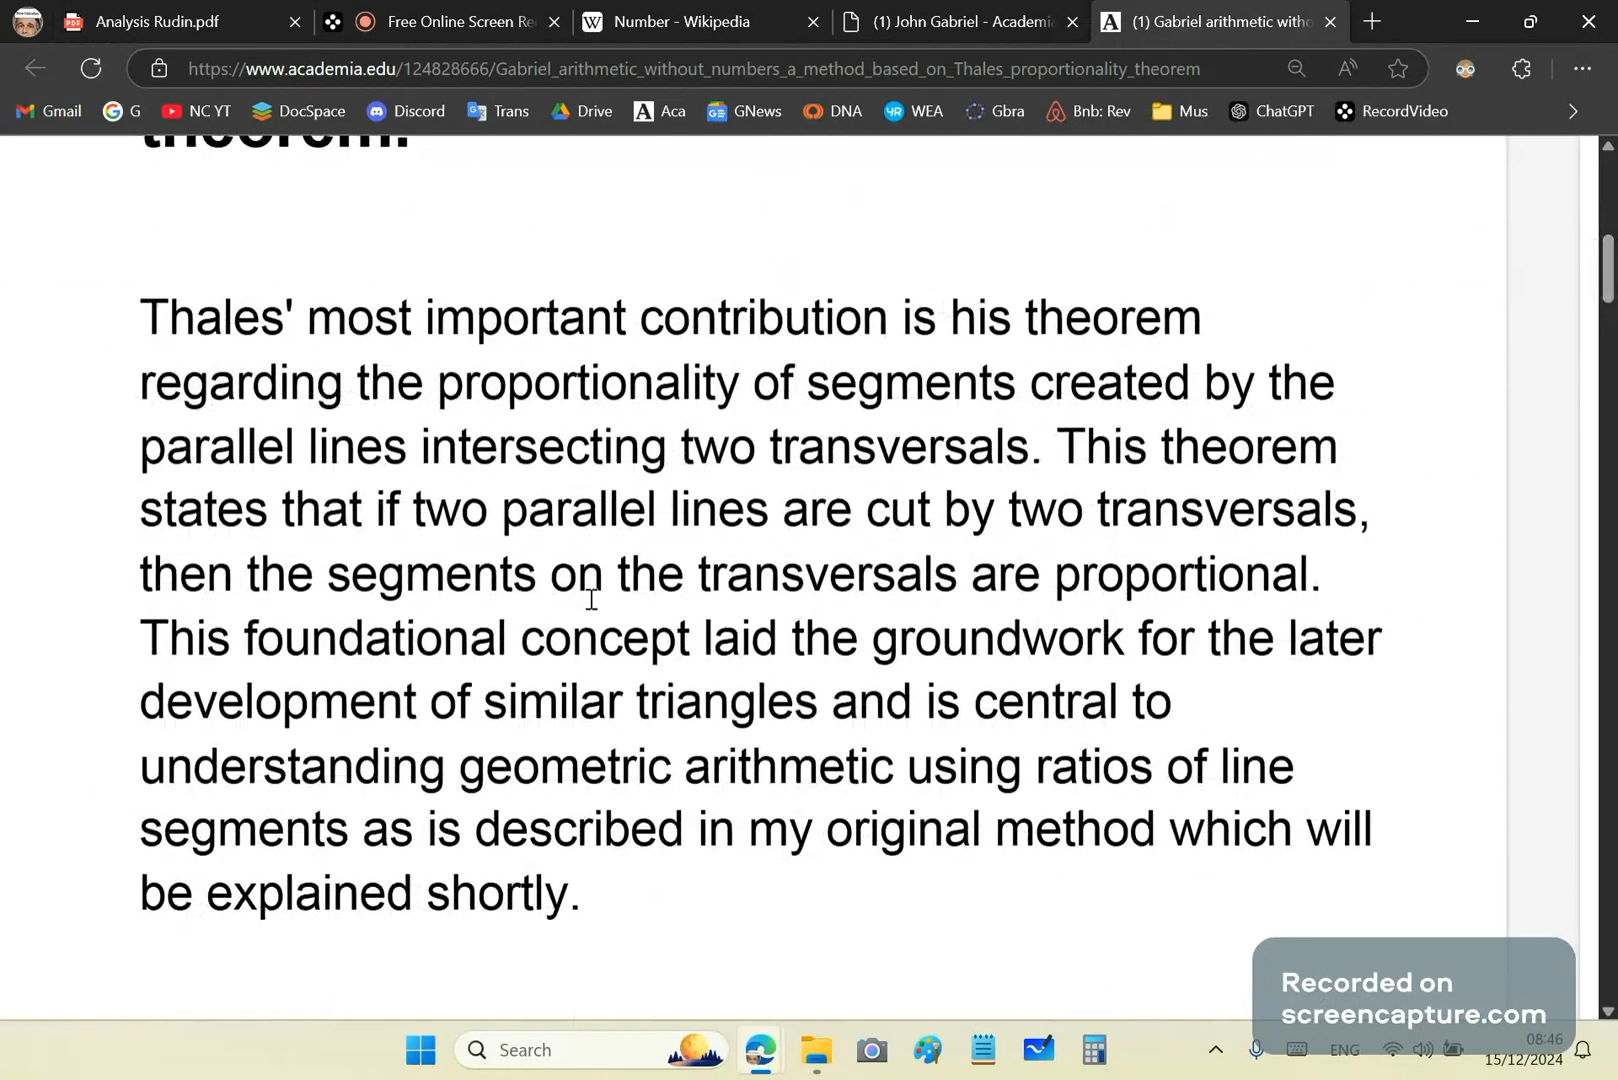 Analysis Rudin.pdf
Free Online Screen Re
Number - Wikipedia
(1) John Gabriel - Academi
(1) Gabriel arithmetic witho
https://www.academia.edu/124828666/Gabriel_arithmetic_without_numbers_a_method_based_on_Thales_proportionality_theorem
Gmail G NC YT DocSpace Discord Trans Drive Aca GNews DNA WEA Gbra Bnb: Rev Mus ChatGPT RecordVideo
theorem.
Thales' most important contribution is his theorem
regarding the proportionality of segments created by the
parallel lines intersecting two transversals. This theorem
states that if two parallel lines are cut by two transversals,
then the segments on the transversals are proportional.
This foundational concept laid the groundwork for the later
development of similar triangles and is central to
understanding geometric arithmetic using ratios of line
segments as is described in my original method which will
be explained shortly.
Recorded on
screencapture.com
Search
ENG
08:46
15/12/2024